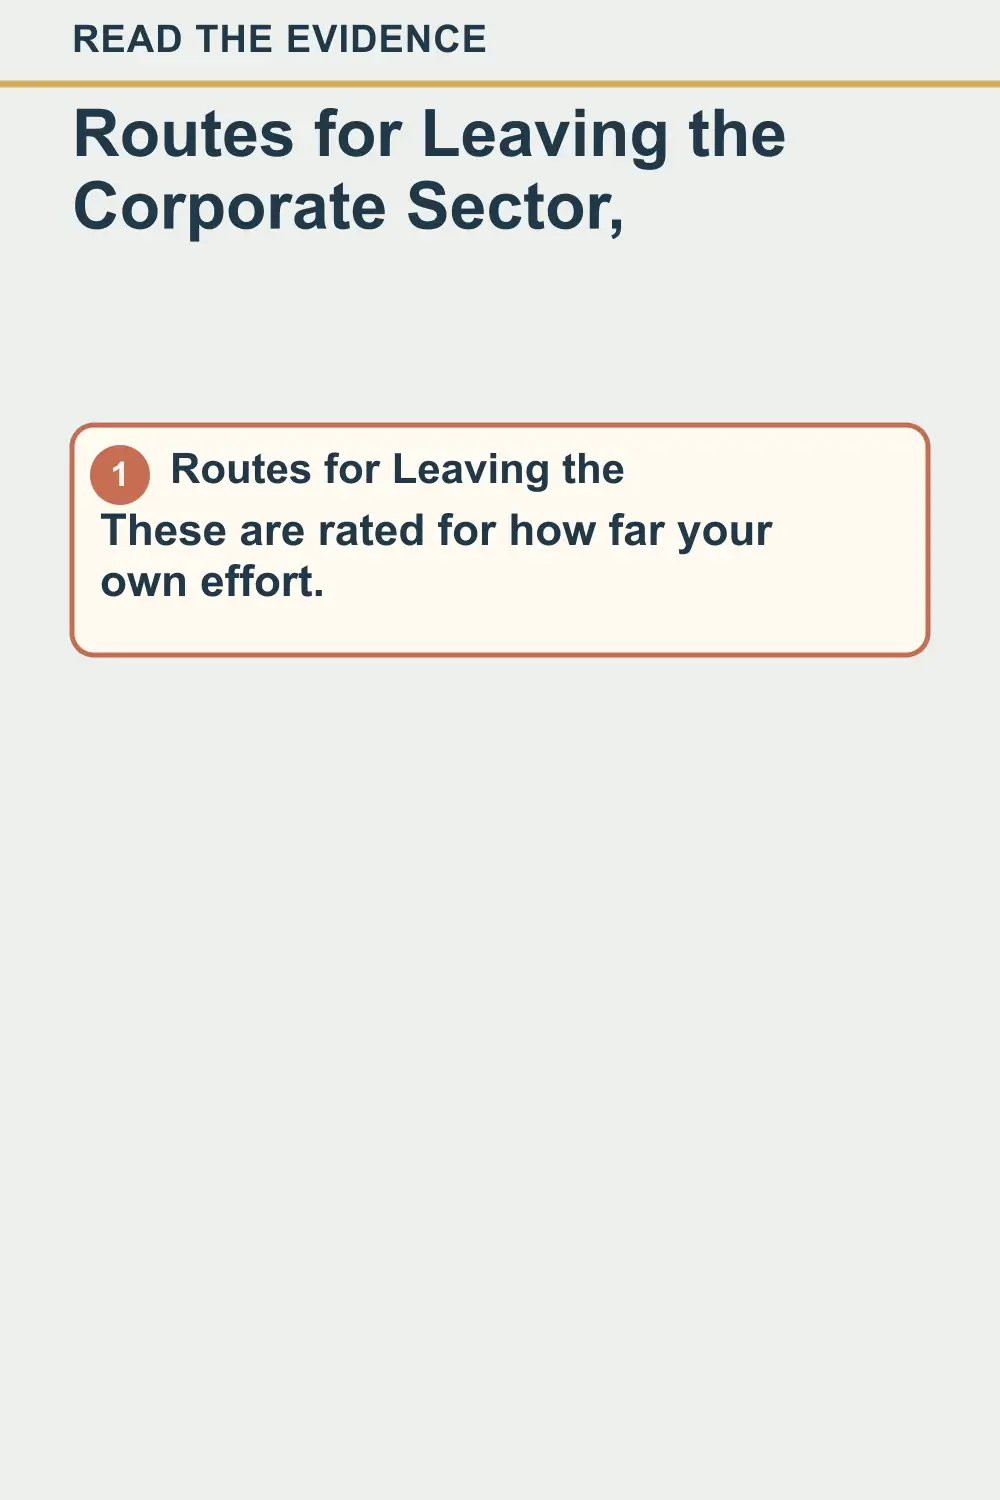 READ THE EVIDENCE
Routes for Leaving the
Corporate Sector,
1 Routes for Leaving the
These are rated for how far your
own effort.